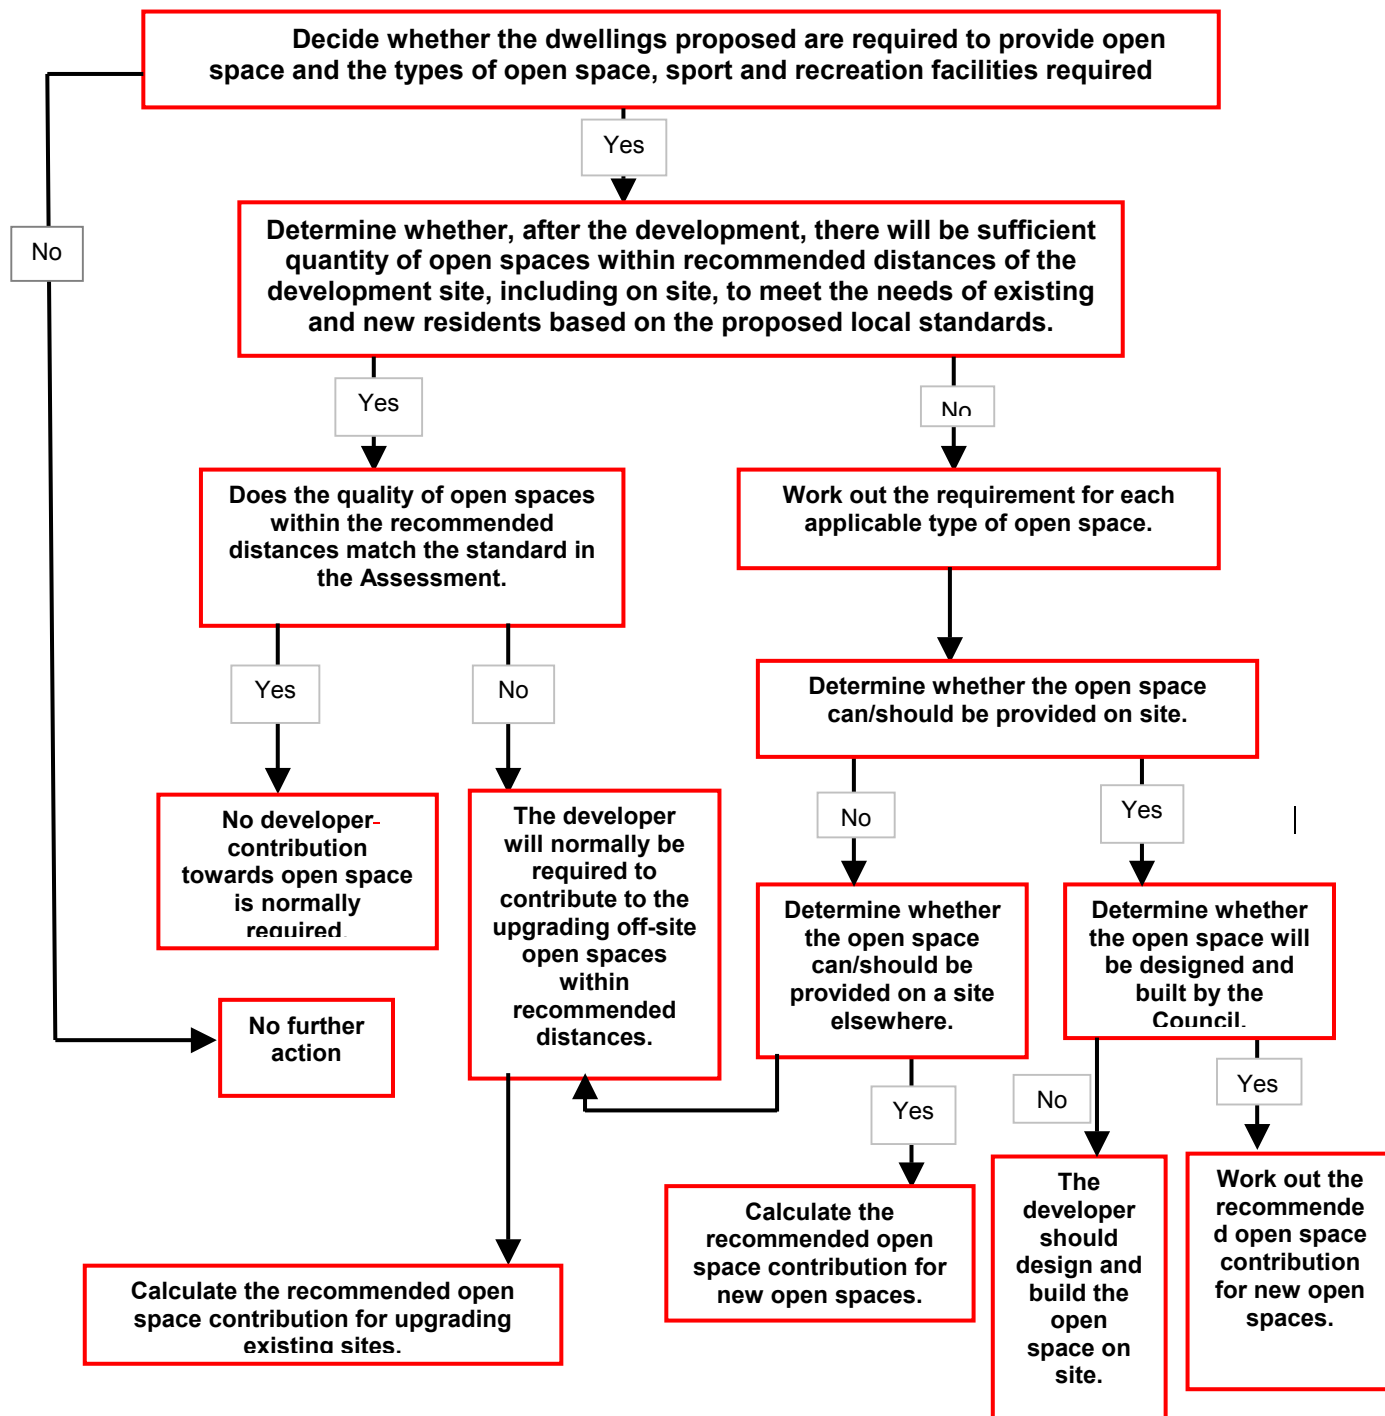 Decide whether the dwellings proposed are required to provide open
space and the types of open space, sport and recreation facilities required
Yes
No
Determine whether, after the development, there will be sufficient
quantity of open spaces within recommended distances of the
development site, including on site, to meet the needs of existing
and new residents based on the proposed local standards.
Yes
No
Does the quality of open spaces
within the recommended
distances match the standard in
the Assessment.
Work out the requirement for each
applicable type of open space.
Yes
No
Determine whether the open space
can/should be provided on site.
No
Yes
No developer-
contribution
towards open space
is normally
required.
The developer
will normally be
required to
contribute to the
upgrading off-site
open spaces
within
recommended
distances.
Determine whether
the open space
can/should be
provided on a site
elsewhere.
Determine whether
the open space will
be designed and
built by the
Council.
No further
action
Yes
No
Yes
Calculate the
recommended open
space contribution for
new open spaces.
The
developer
should
design and
build the
open
space on
site.
Work out the
recommende
d open space
contribution
for new open
spaces.
Calculate the recommended open
space contribution for upgrading
existing sites.